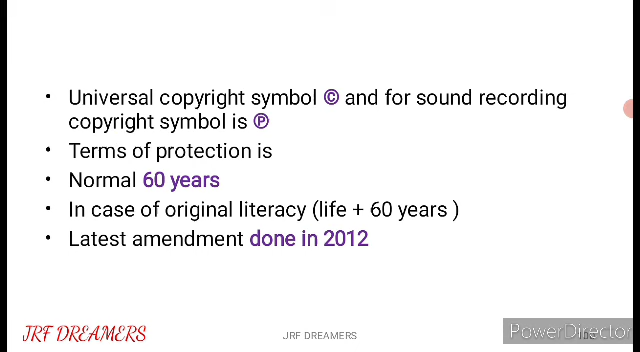 • Universal copyright symbol © and for sound recording
copyright symbol is ℗
• Terms of protection is
• Normal 60 years
• In case of original literacy (life + 60 years )
• Latest amendment done in 2012
JRF DREAMERS
JRF DREAMERS
PowerDirector